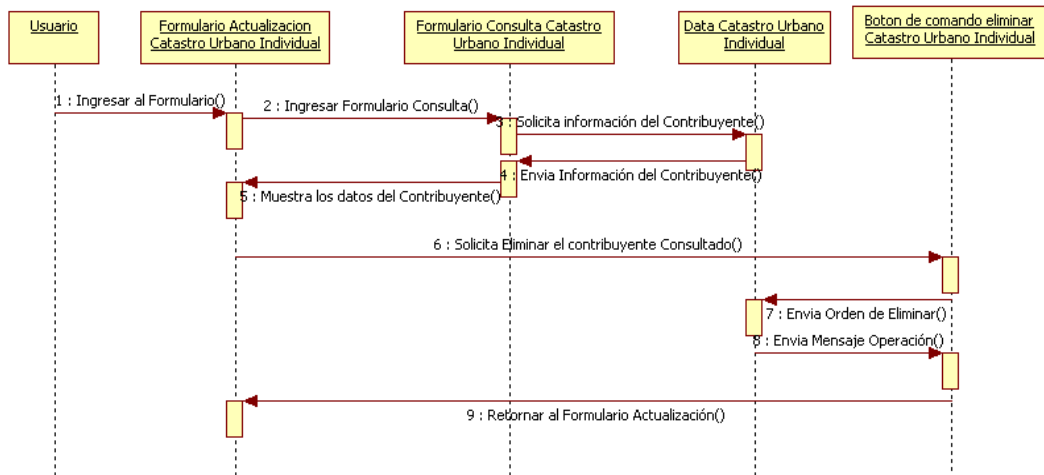 Usuario
Formulario Actualizacion
Catastro Urbano Individual
Formulario Consulta Catastro
Urbano Individual
Data Catastro Urbano
Individual
Boton de comando eliminar
Catastro Urbano Individual
1 : Ingresar al Formulario()
2 : Ingresar Formulario Consulta()
3 : Solicita información del Contribuyente()
4 : Envia Información del Contribuyente()
5 : Muestra los datos del Contribuyente()
6 : Solicita Eliminar el contribuyente Consultado()
7 : Envia Orden de Eliminar()
8 : Envia Mensaje Operación()
9 : Retornar al Formulario Actualización()